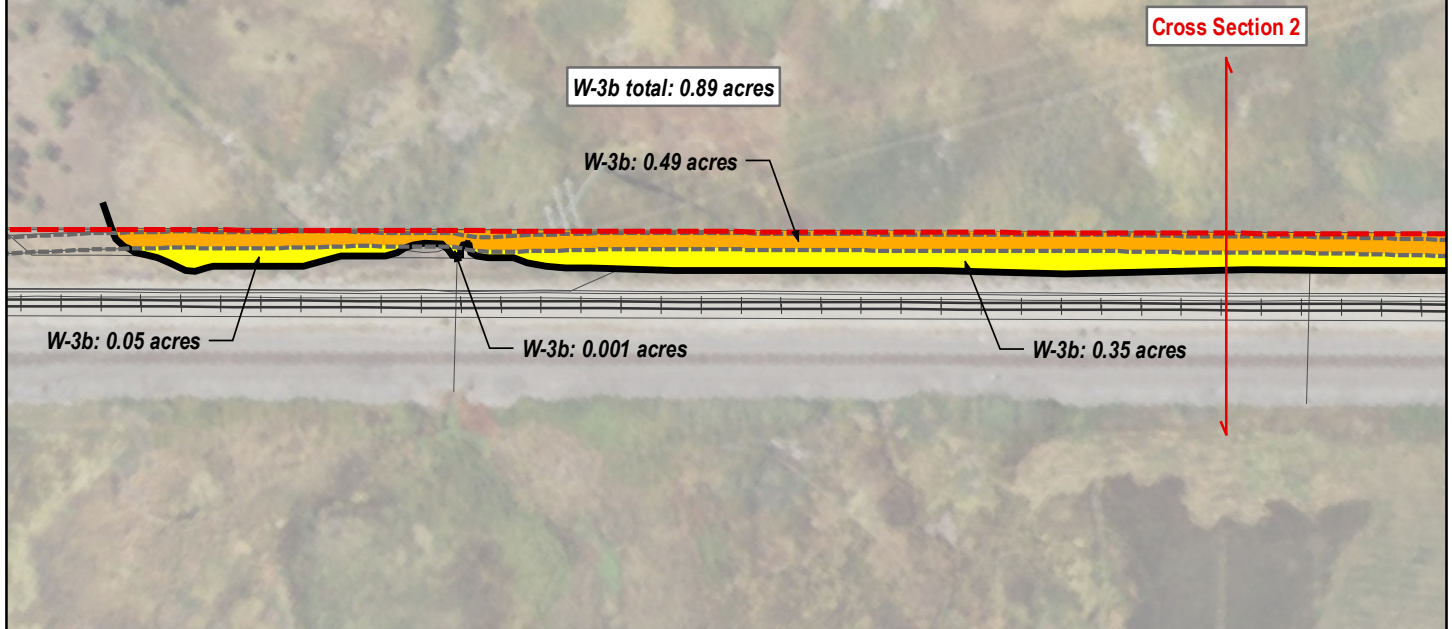 Cross Section 2
W-3b total: 0.89 acres
W-3b: 0.49 acres
W-3b: 0.05 acres
W-3b: 0.001 acres
W-3b: 0.35 acres